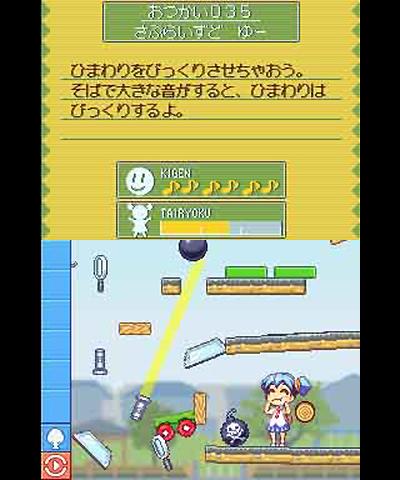 おつかい０３５
さぷらいずど　ゆー
ひまわりをびっくりさせちゃおう。
そばで大きな音がすると、ひまわりは
びっくりするよ。
KIGEN
TAIRYOKU